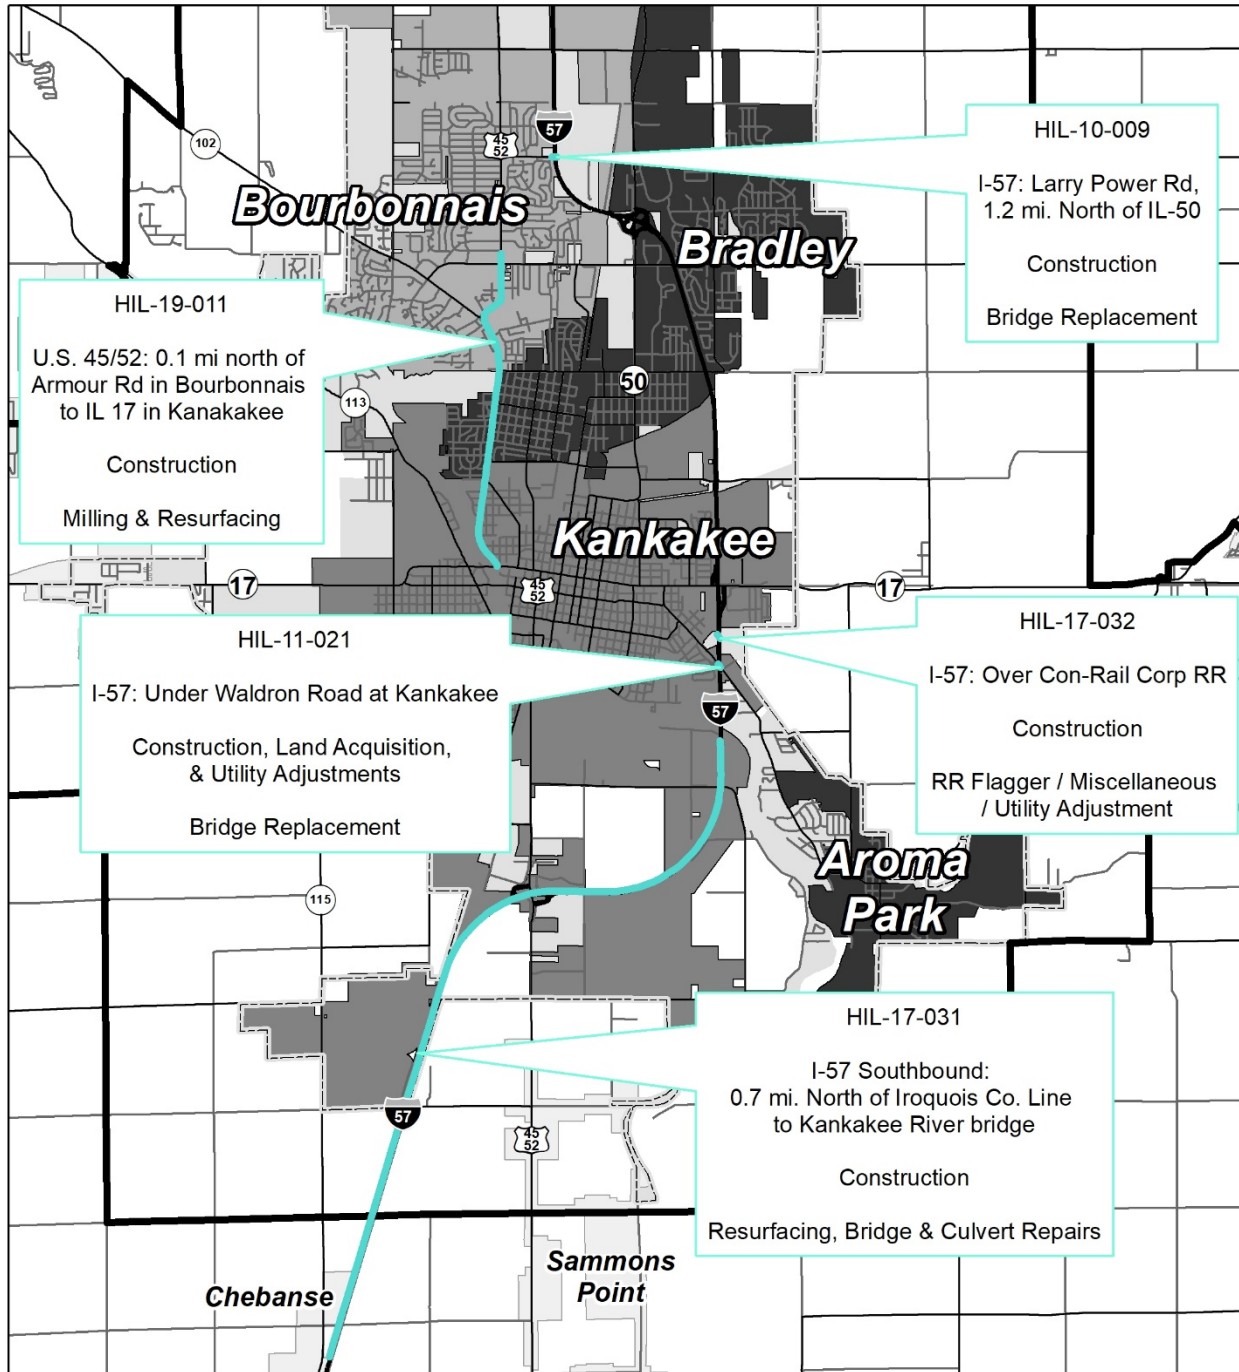 HIL-10-009
I-57: Larry Power Rd,
1.2 mi. North of IL-50
Construction
Bridge Replacement
57
45
52
102
Bourbonnais
Bradley
HIL-19-011
U.S. 45/52: 0.1 mi north of
Armour Rd in Bourbonnais
to IL 17 in Kanakakee
Construction
Milling & Resurfacing
50
113
Kankakee
17
45
52
17
HIL-11-021
I-57: Under Waldron Road at Kankakee
Construction, Land Acquisition,
& Utility Adjustments
Bridge Replacement
HIL-17-032
I-57: Over Con-Rail Corp RR
Construction
RR Flagger / Miscellaneous
/ Utility Adjustment
57
Aroma
Park
115
HIL-17-031
I-57 Southbound:
0.7 mi. North of Iroquois Co. Line
to Kankakee River bridge
Construction
Resurfacing, Bridge & Culvert Repairs
57
45
52
Sammons
Point
Chebanse